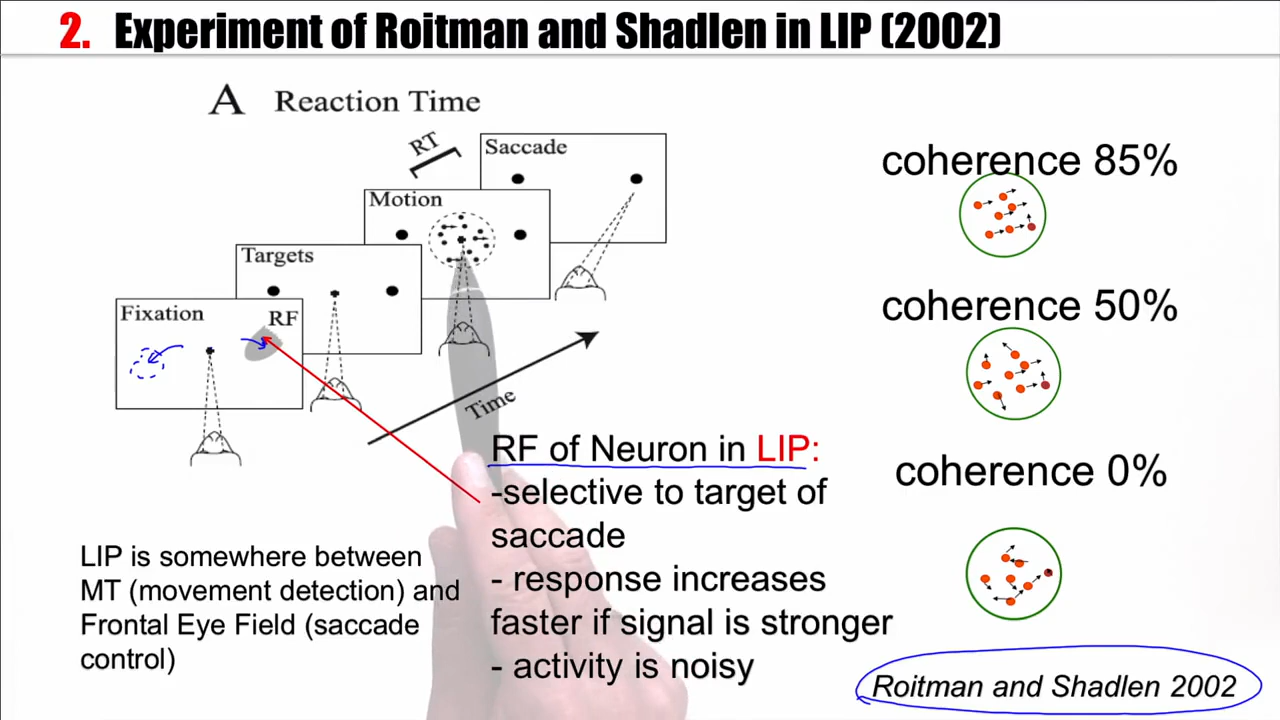 2. Experiment of Roitman and Shadlen in LIP (2002)
A Reaction Time
RT
Saccade
Motion
Targets
Fixation
RF
Time
coherence 85%
coherence 50%
coherence 0%
RF of Neuron in LIP:
-selective to target of
saccade
- response increases
faster if signal is stronger
- activity is noisy
LIP is somewhere between
MT (movement detection) and
Frontal Eye Field (saccade
control)
Roitman and Shadlen 2002